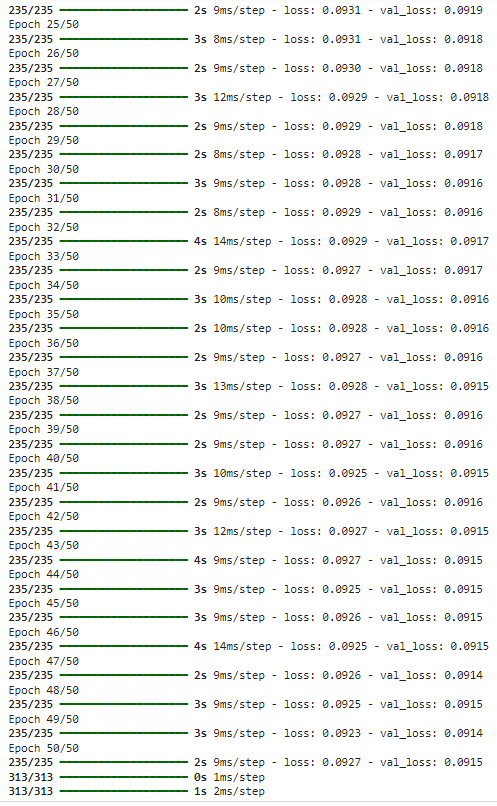 235/235 ━━━━━━━━━━━━━━━━━━━━ 2s 9ms/step - loss: 0.0931 - val_loss: 0.0919
Epoch 25/50
235/235 ━━━━━━━━━━━━━━━━━━━━ 3s 8ms/step - loss: 0.0931 - val_loss: 0.0918
Epoch 26/50
235/235 ━━━━━━━━━━━━━━━━━━━━ 2s 9ms/step - loss: 0.0930 - val_loss: 0.0918
Epoch 27/50
235/235 ━━━━━━━━━━━━━━━━━━━━ 3s 12ms/step - loss: 0.0929 - val_loss: 0.0918
Epoch 28/50
235/235 ━━━━━━━━━━━━━━━━━━━━ 2s 9ms/step - loss: 0.0929 - val_loss: 0.0918
Epoch 29/50
235/235 ━━━━━━━━━━━━━━━━━━━━ 2s 8ms/step - loss: 0.0928 - val_loss: 0.0917
Epoch 30/50
235/235 ━━━━━━━━━━━━━━━━━━━━ 3s 9ms/step - loss: 0.0928 - val_loss: 0.0916
Epoch 31/50
235/235 ━━━━━━━━━━━━━━━━━━━━ 2s 8ms/step - loss: 0.0929 - val_loss: 0.0916
Epoch 32/50
235/235 ━━━━━━━━━━━━━━━━━━━━ 4s 14ms/step - loss: 0.0929 - val_loss: 0.0917
Epoch 33/50
235/235 ━━━━━━━━━━━━━━━━━━━━ 2s 9ms/step - loss: 0.0927 - val_loss: 0.0917
Epoch 34/50
235/235 ━━━━━━━━━━━━━━━━━━━━ 3s 10ms/step - loss: 0.0928 - val_loss: 0.0916
Epoch 35/50
235/235 ━━━━━━━━━━━━━━━━━━━━ 2s 10ms/step - loss: 0.0928 - val_loss: 0.0916
Epoch 36/50
235/235 ━━━━━━━━━━━━━━━━━━━━ 2s 9ms/step - loss: 0.0927 - val_loss: 0.0916
Epoch 37/50
235/235 ━━━━━━━━━━━━━━━━━━━━ 3s 13ms/step - loss: 0.0928 - val_loss: 0.0915
Epoch 38/50
235/235 ━━━━━━━━━━━━━━━━━━━━ 2s 9ms/step - loss: 0.0927 - val_loss: 0.0916
Epoch 39/50
235/235 ━━━━━━━━━━━━━━━━━━━━ 2s 9ms/step - loss: 0.0927 - val_loss: 0.0916
Epoch 40/50
235/235 ━━━━━━━━━━━━━━━━━━━━ 3s 10ms/step - loss: 0.0925 - val_loss: 0.0915
Epoch 41/50
235/235 ━━━━━━━━━━━━━━━━━━━━ 2s 9ms/step - loss: 0.0926 - val_loss: 0.0916
Epoch 42/50
235/235 ━━━━━━━━━━━━━━━━━━━━ 3s 12ms/step - loss: 0.0927 - val_loss: 0.0915
Epoch 43/50
235/235 ━━━━━━━━━━━━━━━━━━━━ 4s 9ms/step - loss: 0.0927 - val_loss: 0.0915
Epoch 44/50
235/235 ━━━━━━━━━━━━━━━━━━━━ 3s 9ms/step - loss: 0.0925 - val_loss: 0.0915
Epoch 45/50
235/235 ━━━━━━━━━━━━━━━━━━━━ 3s 9ms/step - loss: 0.0926 - val_loss: 0.0915
Epoch 46/50
235/235 ━━━━━━━━━━━━━━━━━━━━ 4s 14ms/step - loss: 0.0925 - val_loss: 0.0915
Epoch 47/50
235/235 ━━━━━━━━━━━━━━━━━━━━ 2s 9ms/step - loss: 0.0926 - val_loss: 0.0914
Epoch 48/50
235/235 ━━━━━━━━━━━━━━━━━━━━ 3s 9ms/step - loss: 0.0925 - val_loss: 0.0915
Epoch 49/50
235/235 ━━━━━━━━━━━━━━━━━━━━ 3s 9ms/step - loss: 0.0923 - val_loss: 0.0914
Epoch 50/50
235/235 ━━━━━━━━━━━━━━━━━━━━ 2s 9ms/step - loss: 0.0927 - val_loss: 0.0915
313/313 ━━━━━━━━━━━━━━━━━━━━ 0s 1ms/step
313/313 ━━━━━━━━━━━━━━━━━━━━ 1s 2ms/step